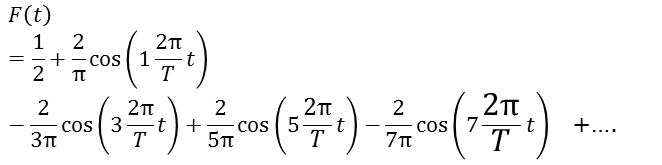 F(t)
= 1/2 + 2/π cos(1 2π/T t)
− 2/3π cos(3 2π/T t) + 2/5π cos(5 2π/T t) − 2/7π cos(7 2π/T t) +....